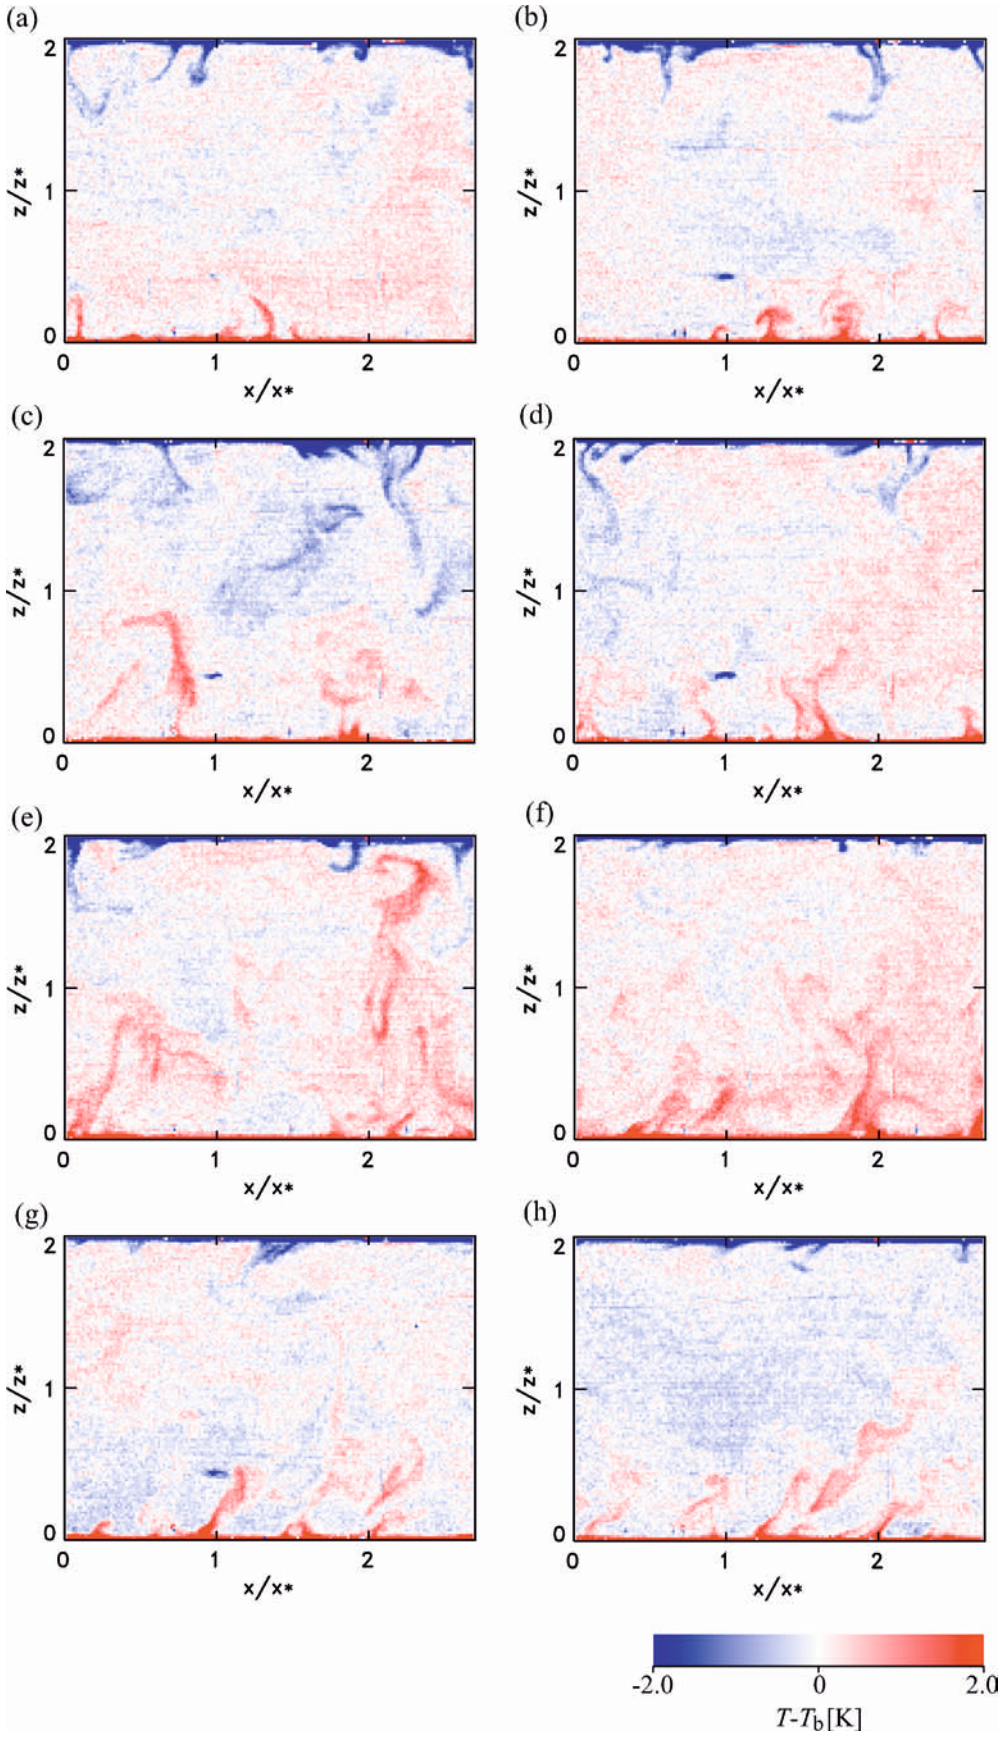 (a) (b)
2 2
z/z* 1 z/z* 1
0 0
0 1 2 0 1 2
x/x* x/x*
(c) (d)
2 2
z/z* 1 z/z* 1
0 0
0 1 2 0 1 2
x/x* x/x*
(e) (f)
2 2
z/z* 1 z/z* 1
0 0
0 1 2 0 1 2
x/x* x/x*
(g) (h)
2 2
z/z* 1 z/z* 1
0 0
0 1 2 0 1 2
x/x* x/x*
-2.0 0 2.0
T-Tb[K]